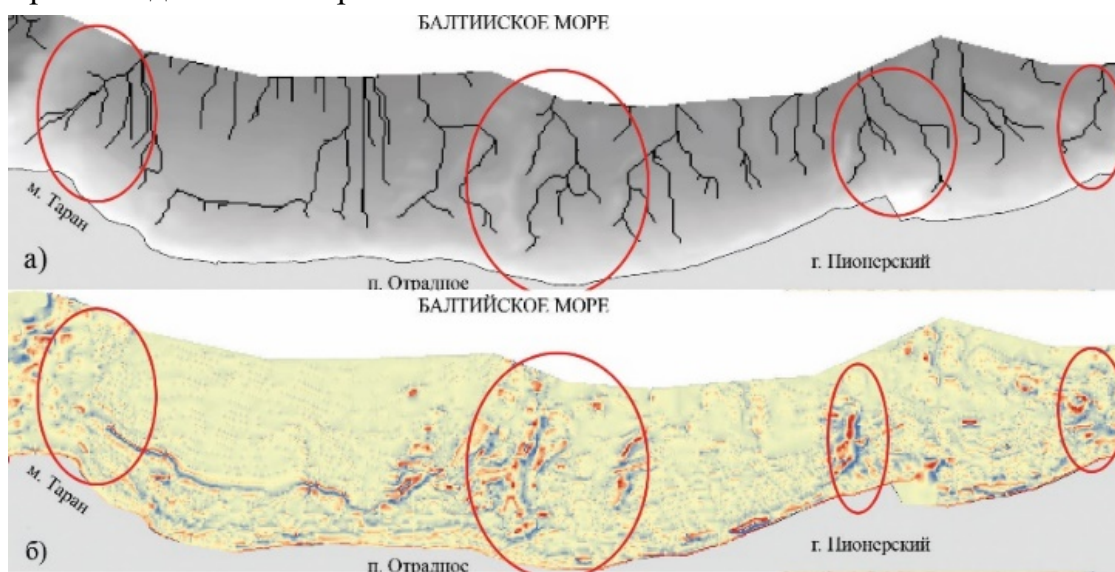 БАЛТИЙСКОЕ МОРЕ
м. Таран
а)
п. Отрадное
г. Пионерский
БАЛТИЙСКОЕ МОРЕ
м. Таран
б)
п. Отрадное
г. Пионерский